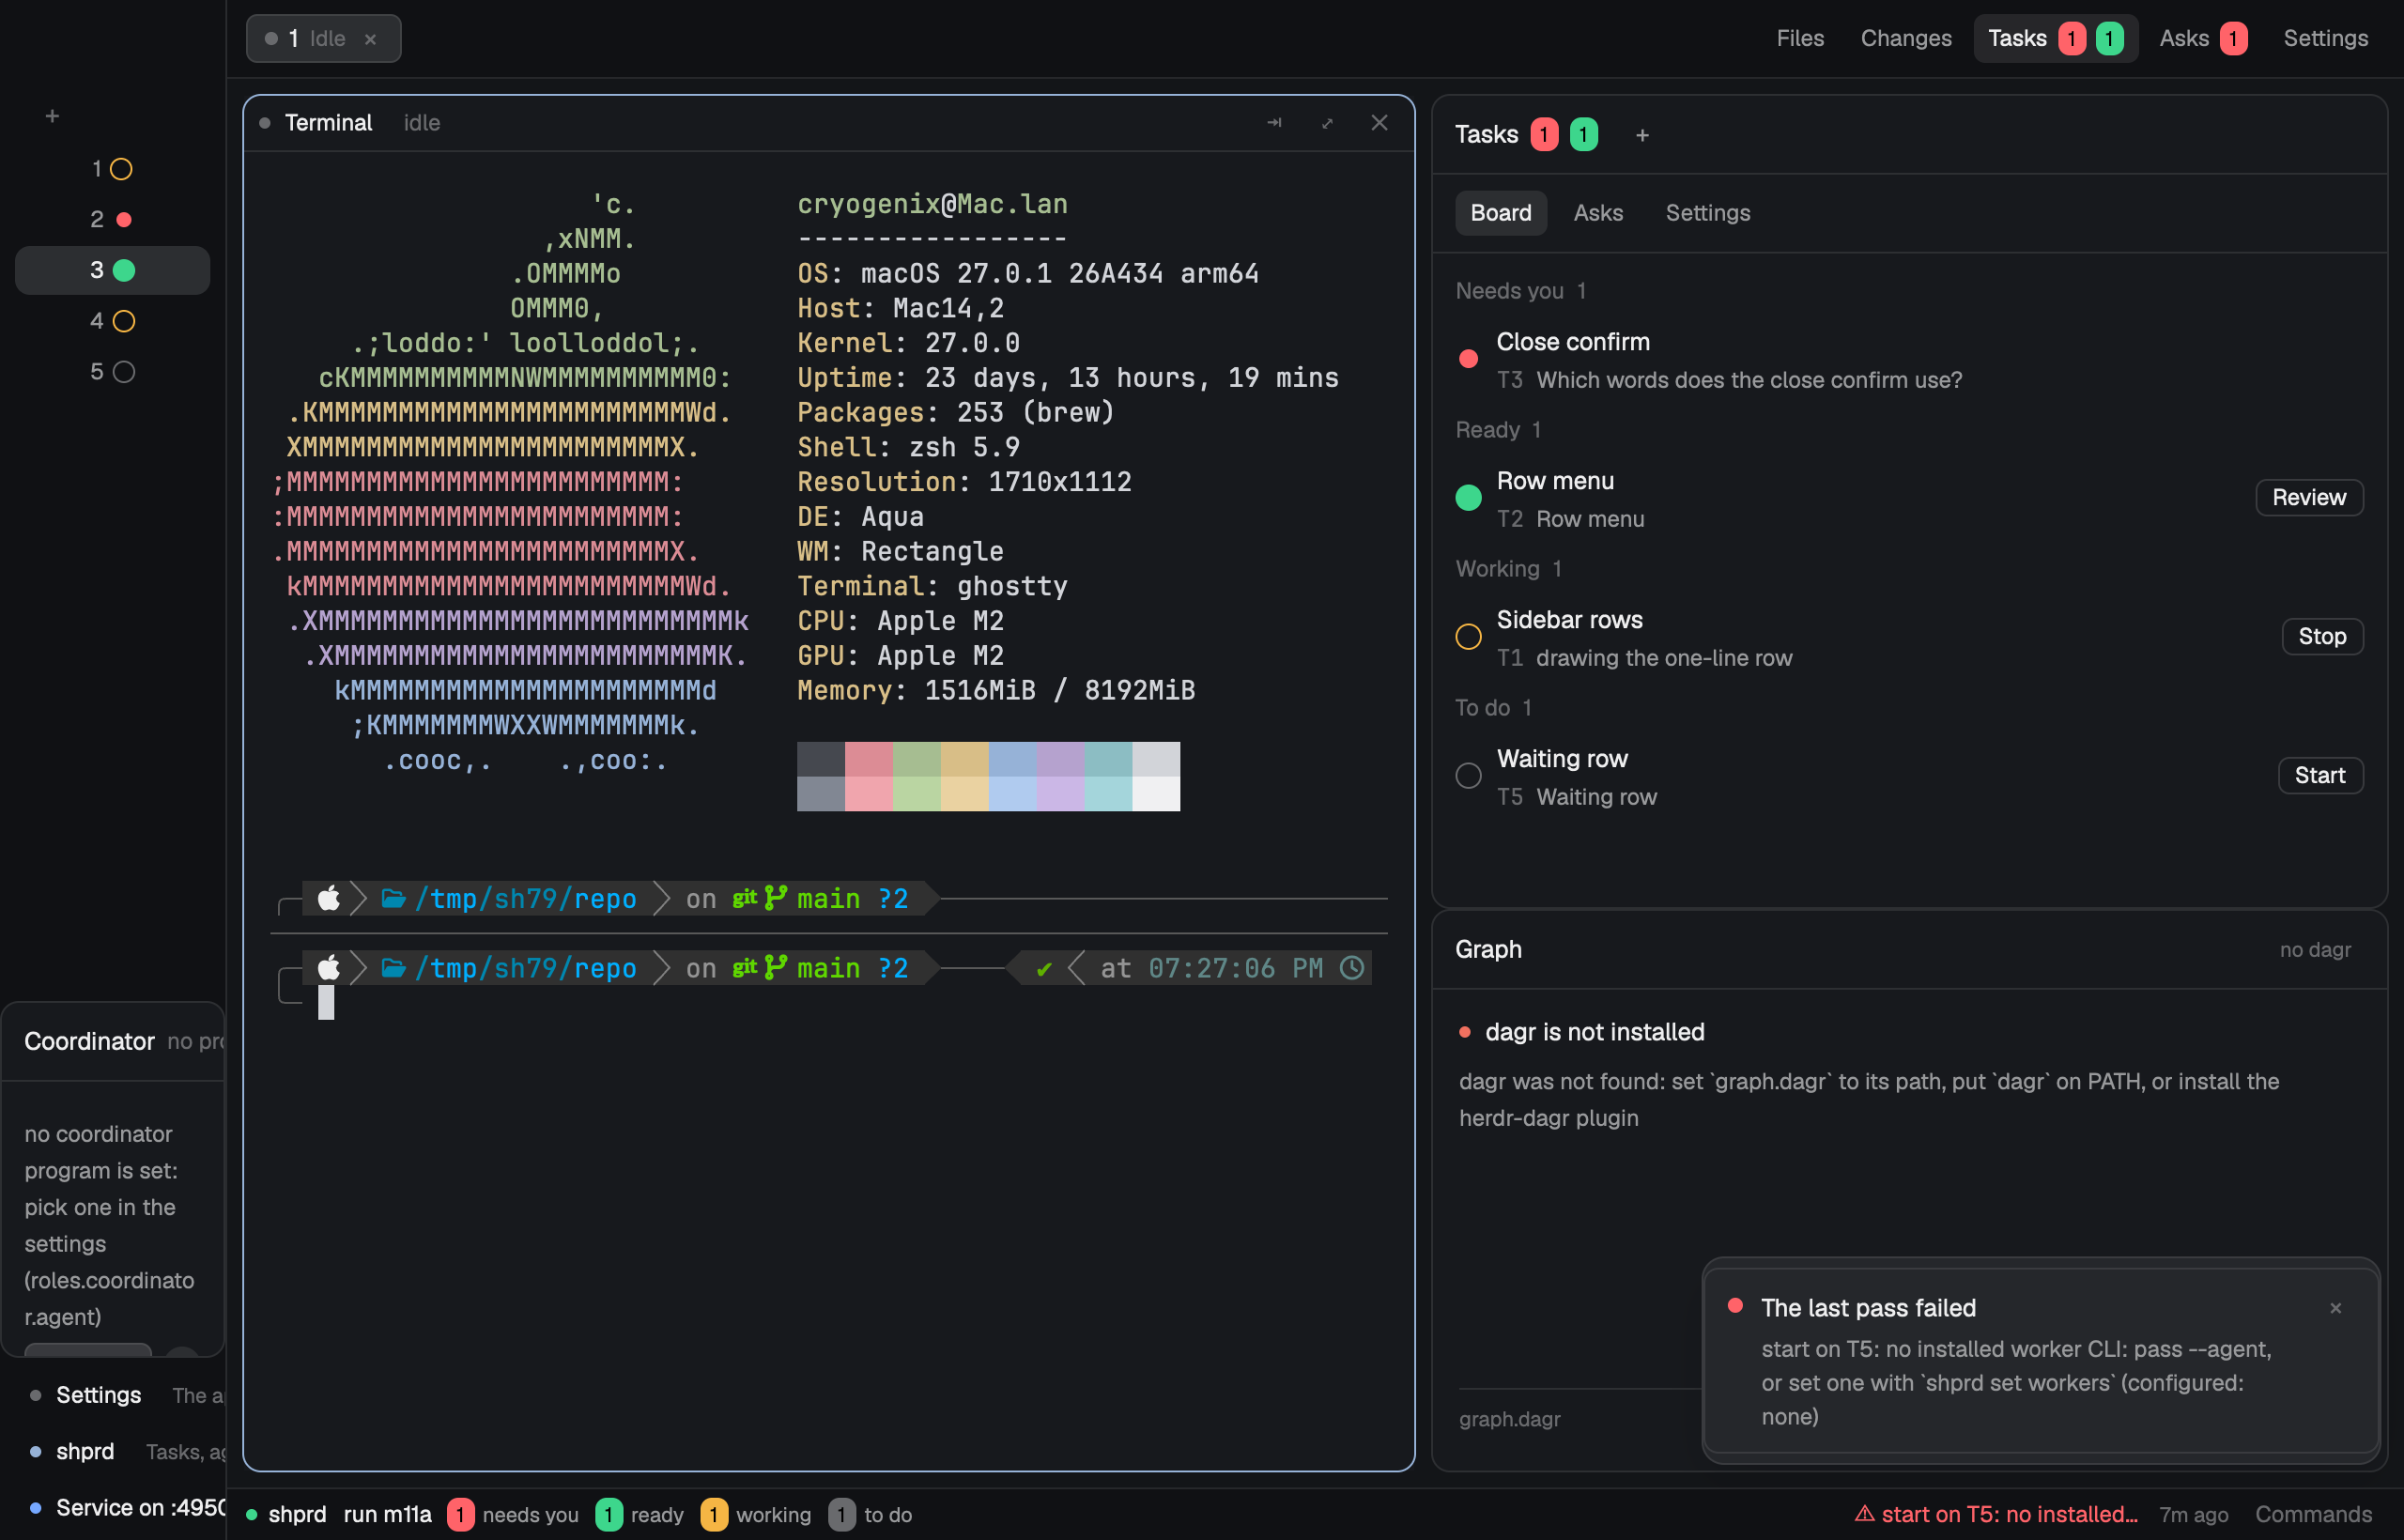 1 Idle ×
Files Changes Tasks 1 1 Asks 1 Settings
+
1
2
3
4
5
Terminal idle
'c.
,xNMM.
.OMMMMo
OMMM0,
.;loddo:' loolloddol;.
cKMMMMMMMMMMNWMMMMMMMMMM0:
.KMMMMMMMMMMMMMMMMMMMMMMMWd.
XMMMMMMMMMMMMMMMMMMMMMMMX.
;MMMMMMMMMMMMMMMMMMMMMMMM:
:MMMMMMMMMMMMMMMMMMMMMMMM:
.MMMMMMMMMMMMMMMMMMMMMMMMX.
kMMMMMMMMMMMMMMMMMMMMMMMMWd.
.XMMMMMMMMMMMMMMMMMMMMMMMMMMk
.XMMMMMMMMMMMMMMMMMMMMMMMMK.
kMMMMMMMMMMMMMMMMMMMMMMd
;KMMMMMMMWXXWMMMMMMMk.
.cooc,. .,coo:.
cryogenix@Mac.lan
-----------------
OS: macOS 27.0.1 26A434 arm64
Host: Mac14,2
Kernel: 27.0.0
Uptime: 23 days, 13 hours, 19 mins
Packages: 253 (brew)
Shell: zsh 5.9
Resolution: 1710x1112
DE: Aqua
WM: Rectangle
Terminal: ghostty
CPU: Apple M2
GPU: Apple M2
Memory: 1516MiB / 8192MiB
/tmp/sh79/repo on git main ?2
/tmp/sh79/repo on git main ?2 ✔ at 07:27:06 PM
Tasks 1 1 +
Board Asks Settings
Needs you 1
Close confirm
T3 Which words does the close confirm use?
Ready 1
Row menu
T2 Row menu
Review
Working 1
Sidebar rows
T1 drawing the one-line row
Stop
To do 1
Waiting row
T5 Waiting row
Start
Graph no dagr
dagr is not installed
dagr was not found: set `graph.dagr` to its path, put `dagr` on PATH, or install the
herdr-dagr plugin
graph.dagr
The last pass failed ×
start on T5: no installed worker CLI: pass --agent,
or set one with `shprd set workers` (configured:
none)
Coordinator no pro
no coordinator
program is set:
pick one in the
settings
(roles.coordinato
r.agent)
Settings The a
shprd Tasks, ag
Service on :4950
shprd run m11a 1 needs you 1 ready 1 working 1 to do
⚠ start on T5: no installed… 7m ago Commands